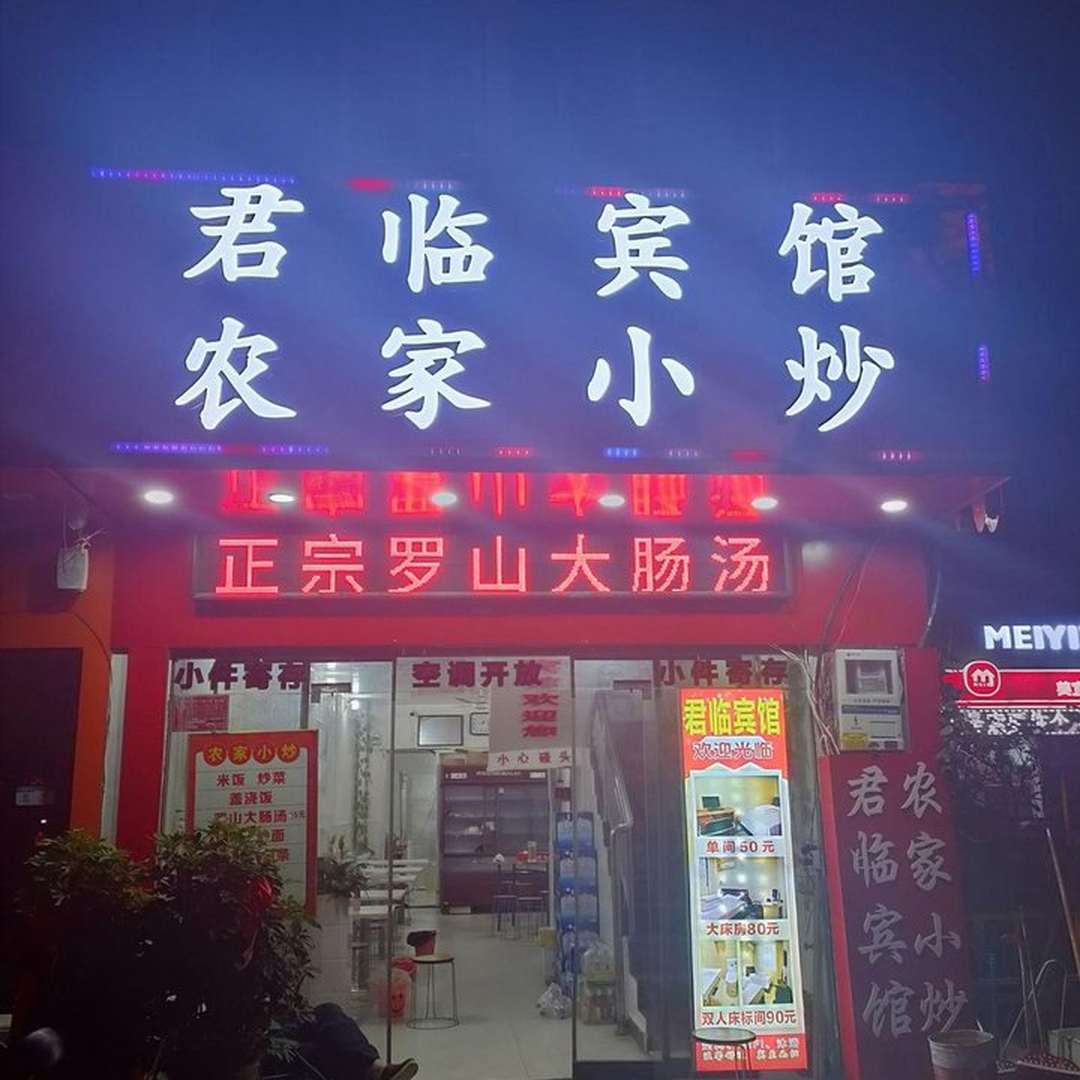 君临宾馆
农家小炒
正宗罗山大肠汤
MEIYI
小件寄存
空调开放
小件寄存
欢迎您
小心碰头
君临宾馆
欢迎光临
单间50元
大床房80元
双人床标间90元
农家小炒
米饭 炒菜
盖浇饭
罗山大肠汤
面
君临宾馆
农家小炒